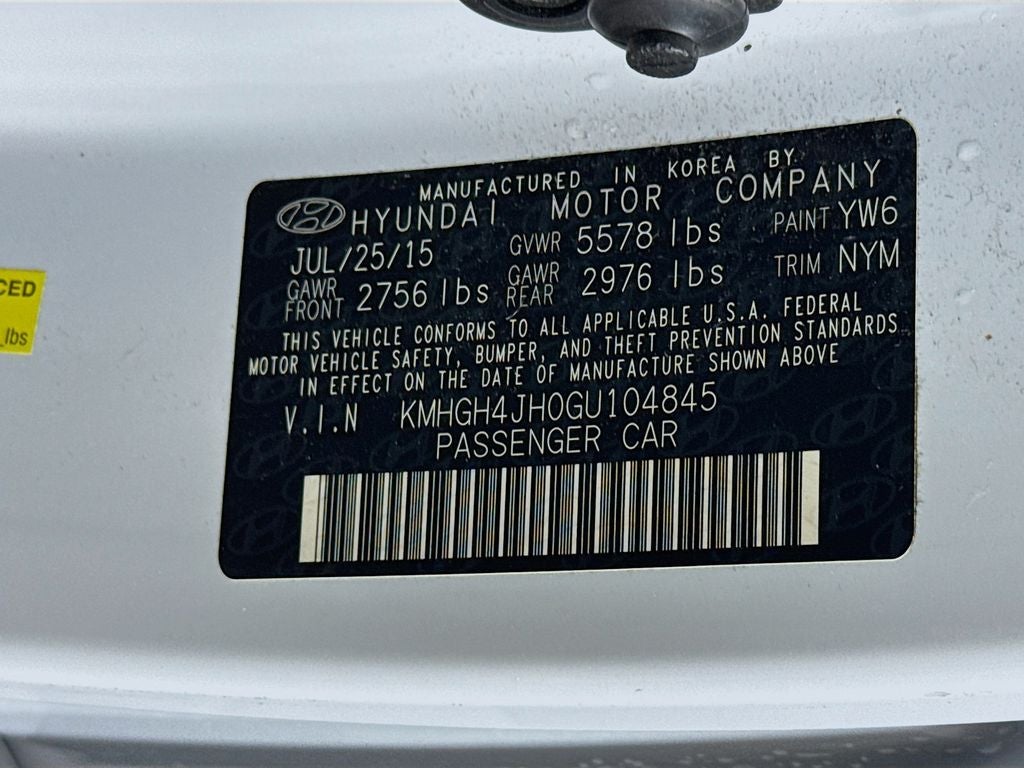 MANUFACTURED IN KOREA BY
HYUNDAI MOTOR COMPANY
JUL/25/15 GVWR 5578 lbs PAINT YW6
GAWR FRONT 2756 lbs GAWR REAR 2976 lbs TRIM NYM
THIS VEHICLE CONFORMS TO ALL APPLICABLE U.S.A. FEDERAL
MOTOR VEHICLE SAFETY, BUMPER, AND THEFT PREVENTION STANDARDS
IN EFFECT ON THE DATE OF MANUFACTURE SHOWN ABOVE
V.I.N KMHGH4JH0GU104845
PASSENGER CAR
CED
lbs